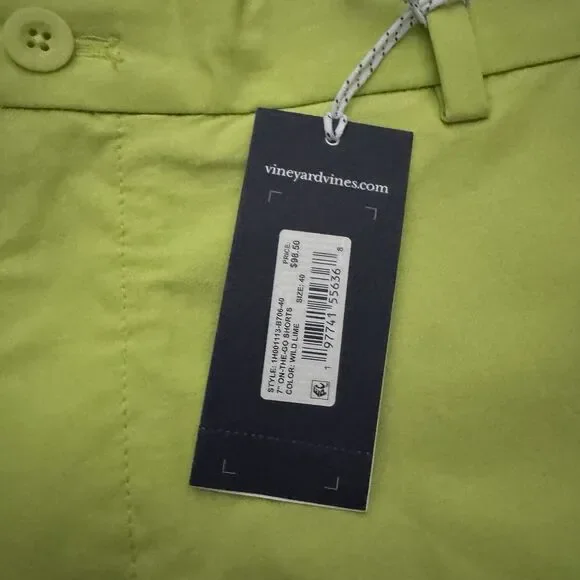 vineyardvines.com
STYLE: 1H001113-B706-40
7" ON-THE-GO SHORTS
COLOR: WILD LIME
SIZE: 40
PRICE:
$98.50
1 97741 55636 8